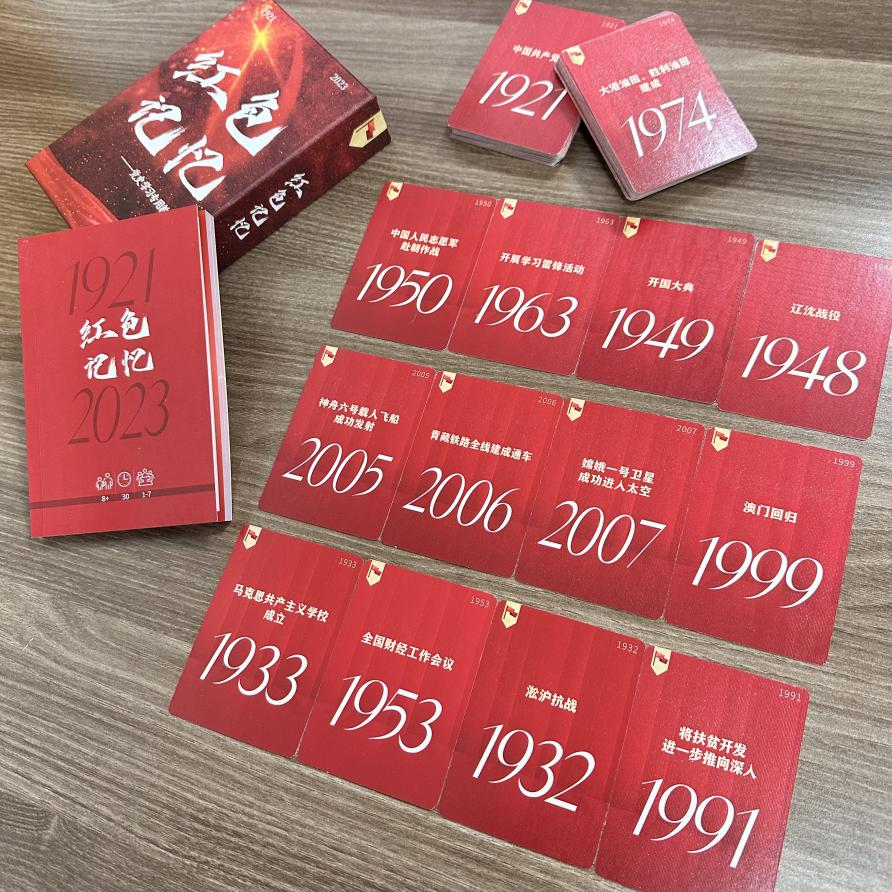 1921
2023
红色
记忆
——党史学习专用
红色记忆
1921
红色
记忆
2023
8+ 30 1-7
1921
中国共产党
1921
1974
大港油田、胜利油田
建成
1974
1950
中国人民志愿军
赴朝作战
1950
1963
开展学习雷锋活动
1963
1949
开国大典
1949
辽沈战役
1948
2005
神舟六号载人飞船
成功发射
2005
2006
青藏铁路全线建成通车
2006
2007
嫦娥一号卫星
成功进入太空
2007
1999
澳门回归
1999
1933
马克思共产主义学校
成立
1933
1953
全国财经工作会议
1953
1932
淞沪抗战
1932
1991
将扶贫开发
进一步推向深入
1991